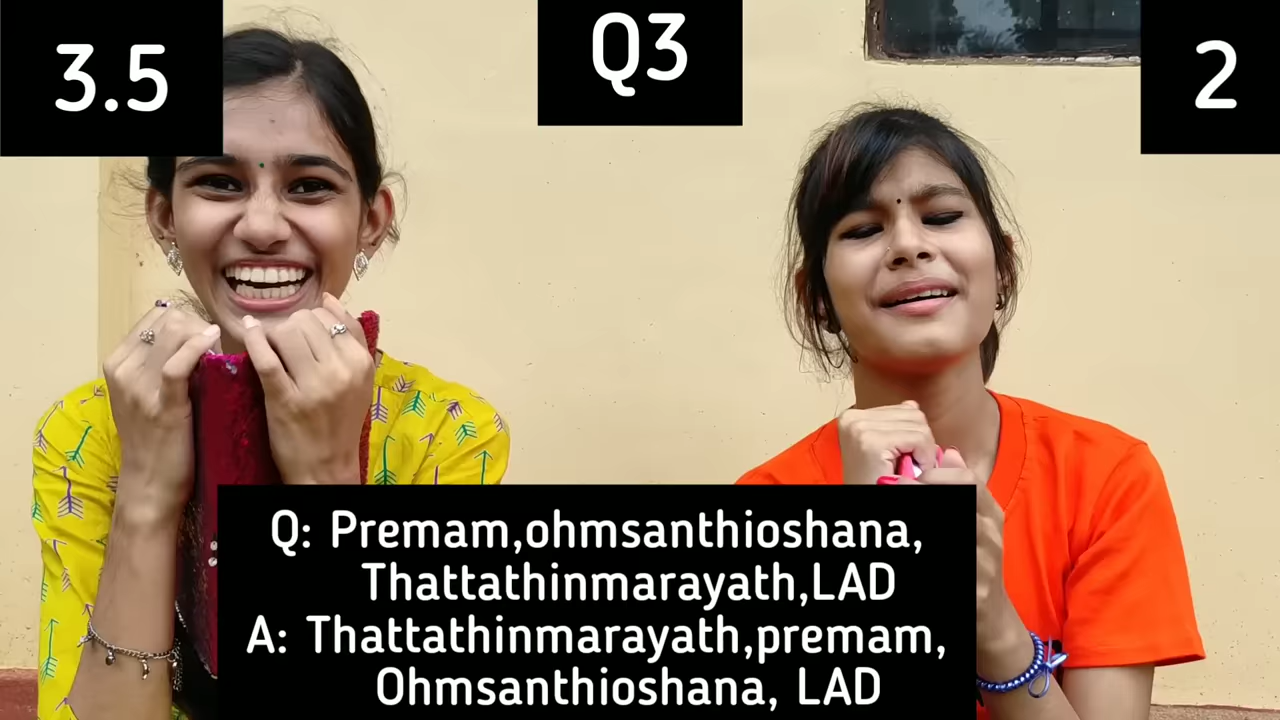 3.5
Q3
2
Q: Premam,ohmsanthioshana,
Thattathinmarayath,LAD
A: Thattathinmarayath,premam,
Ohmsanthioshana, LAD